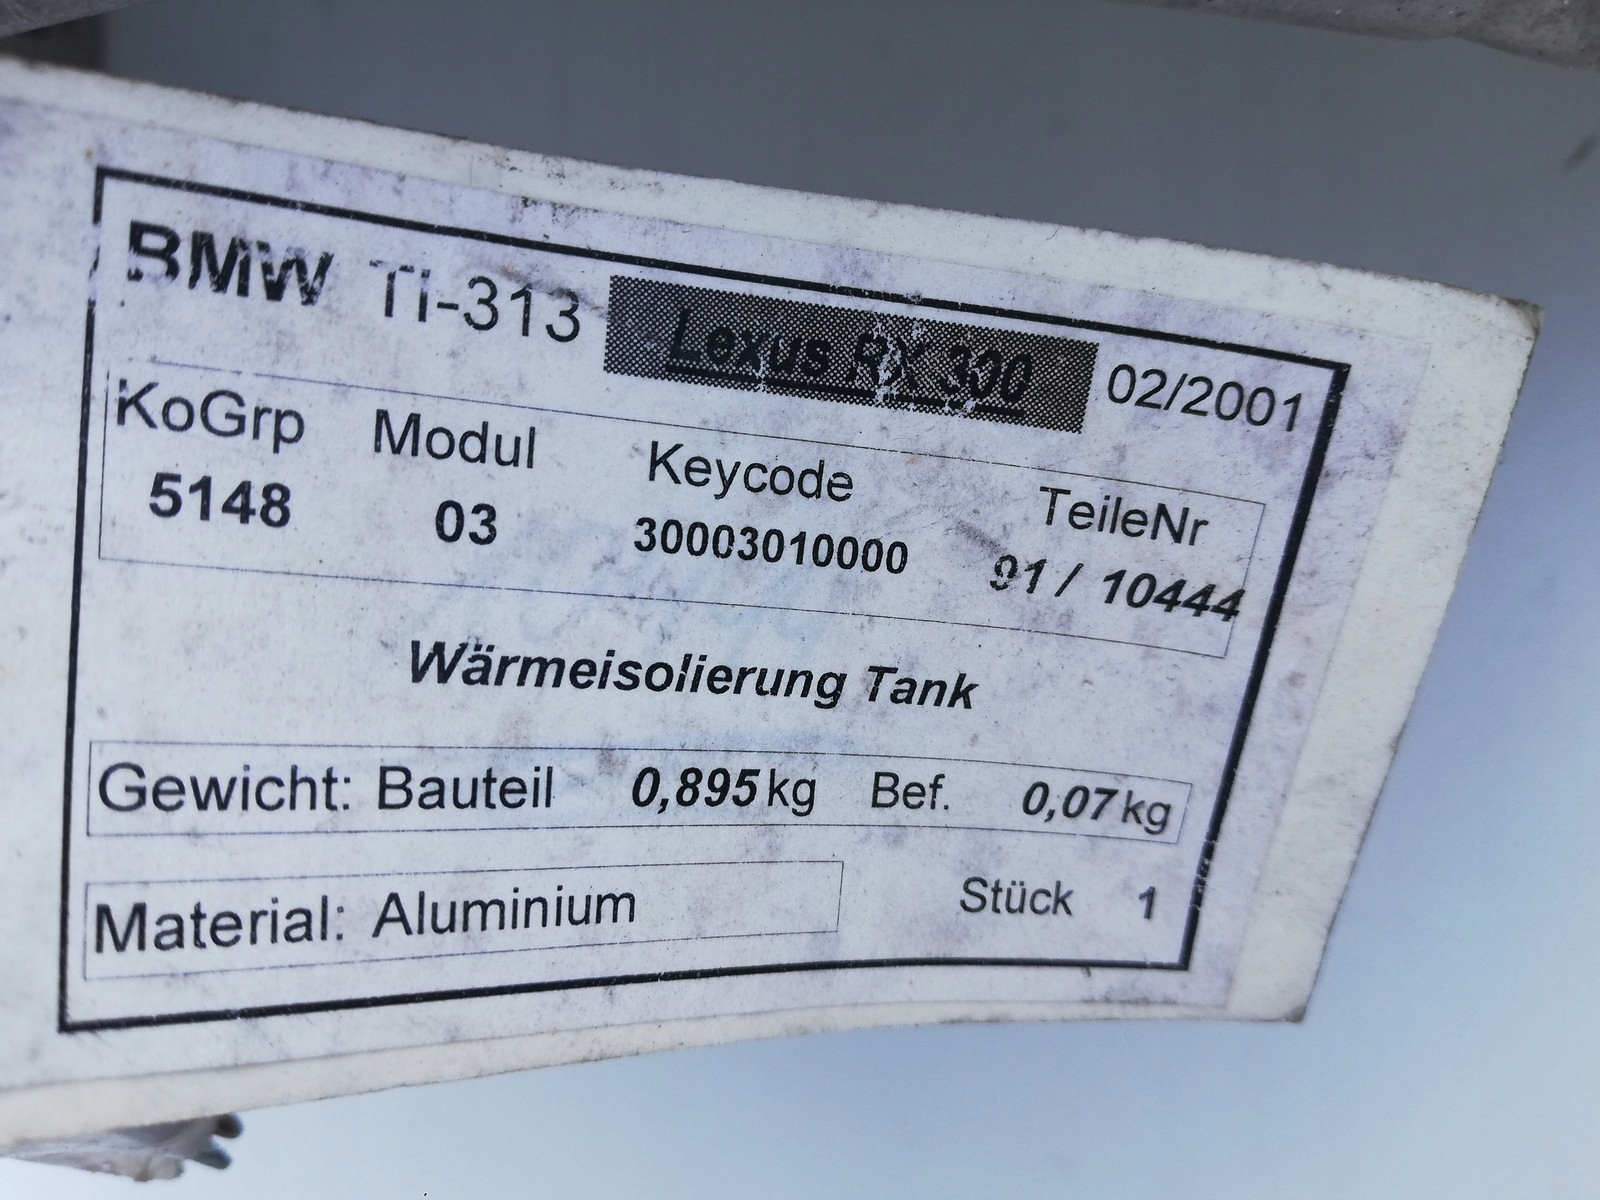 BMW TI-313 Lexus RX 300 02/2001
KoGrp Modul Keycode TeileNr
5148 03 30003010000 91 / 10444
Wärmeisolierung Tank
Gewicht: Bauteil 0,895 kg Bef. 0,07 kg
Material: Aluminium Stück 1